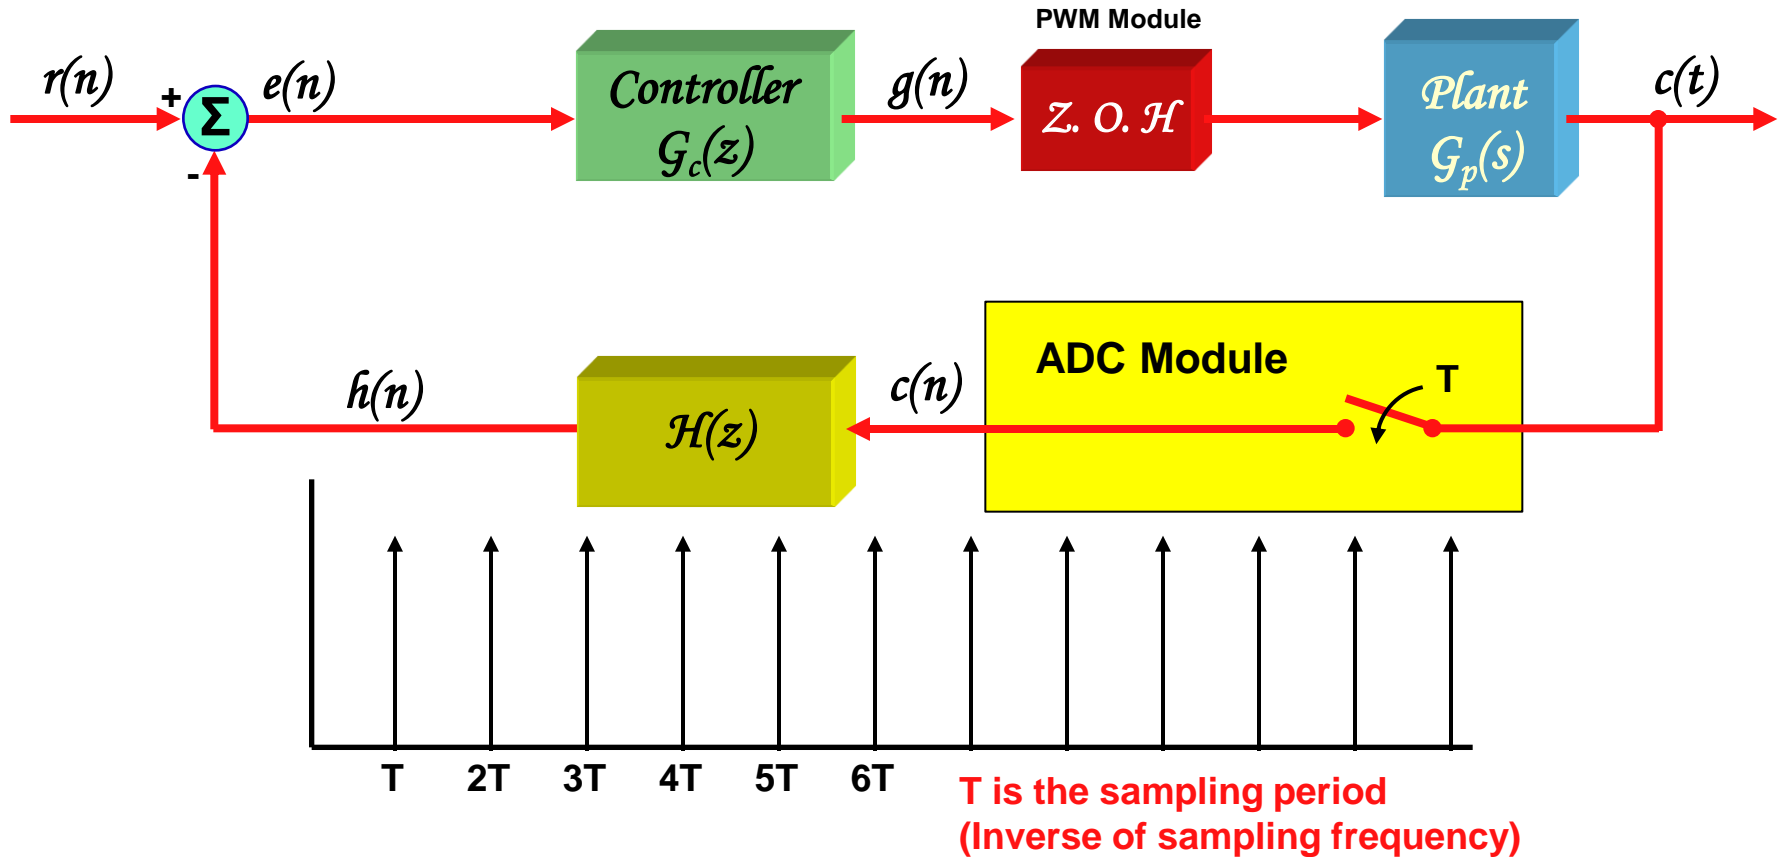 PWM Module
r(n)
+
Σ
-
e(n)
Controller
Gc(z)
g(n)
Z. O. H
Plant
Gp(s)
c(t)
ADC Module
T
c(n)
H(z)
h(n)
T 2T 3T 4T 5T 6T
T is the sampling period
(Inverse of sampling frequency)